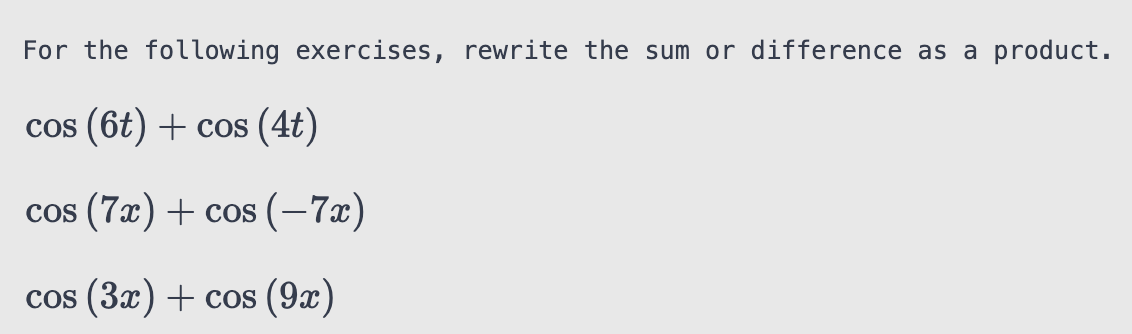 For the following exercises, rewrite the sum or difference as a product.
cos (6t) + cos (4t)
cos (7x) + cos (−7x)
cos (3x) + cos (9x)